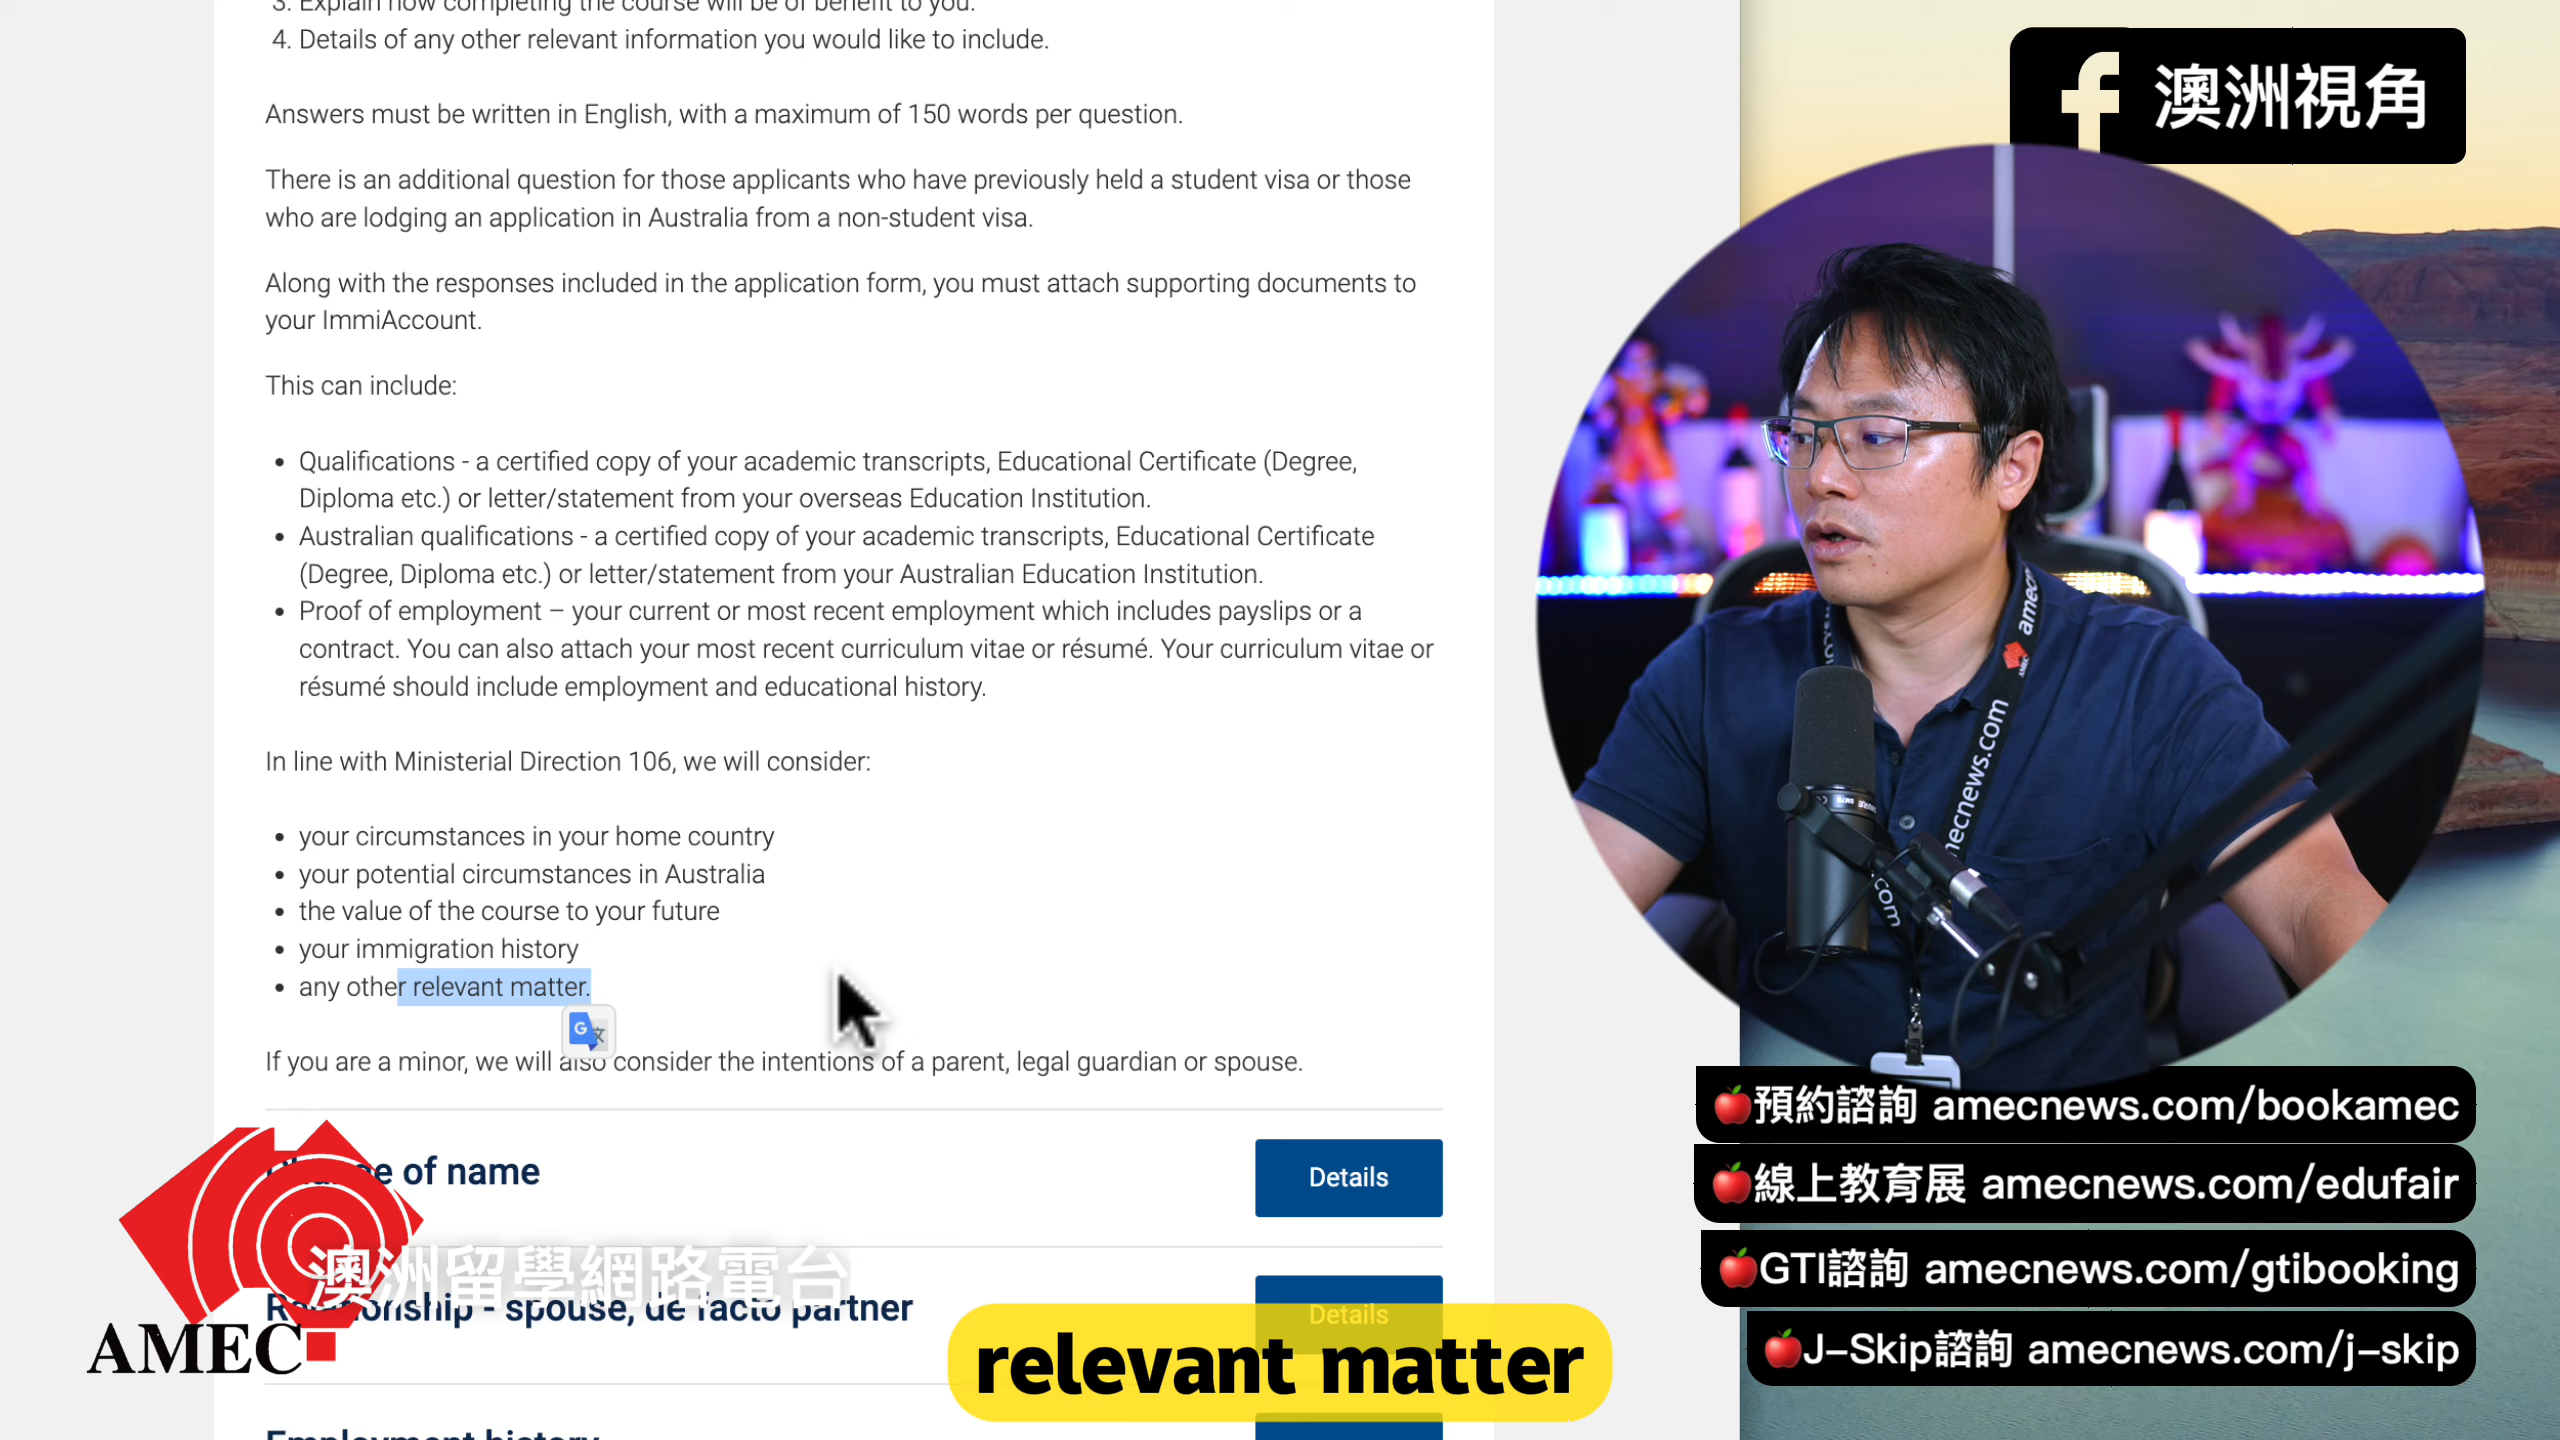 3. Explain how completing the course will be of benefit to you.
4. Details of any other relevant information you would like to include.
Answers must be written in English, with a maximum of 150 words per question.
There is an additional question for those applicants who have previously held a student visa or those
who are lodging an application in Australia from a non-student visa.
Along with the responses included in the application form, you must attach supporting documents to
your ImmiAccount.
This can include:
• Qualifications - a certified copy of your academic transcripts, Educational Certificate (Degree,
Diploma etc.) or letter/statement from your overseas Education Institution.
• Australian qualifications - a certified copy of your academic transcripts, Educational Certificate
(Degree, Diploma etc.) or letter/statement from your Australian Education Institution.
• Proof of employment – your current or most recent employment which includes payslips or a
contract. You can also attach your most recent curriculum vitae or résumé. Your curriculum vitae or
résumé should include employment and educational history.
In line with Ministerial Direction 106, we will consider:
• your circumstances in your home country
• your potential circumstances in Australia
• the value of the course to your future
• your immigration history
• any other relevant matter.
If you are a minor, we will also consider the intentions of a parent, legal guardian or spouse.
of name
Details
Relationship - spouse, de facto partner
Details
Employment history
澳洲留學網路電台
AMEC
relevant matter
f 澳洲視角
amec
AMEC
amecnews.com
.com
🍎預約諮詢 amecnews.com/bookamec
🍎線上教育展 amecnews.com/edufair
🍎GTI諮詢 amecnews.com/gtibooking
🍎J-Skip諮詢 amecnews.com/j-skip